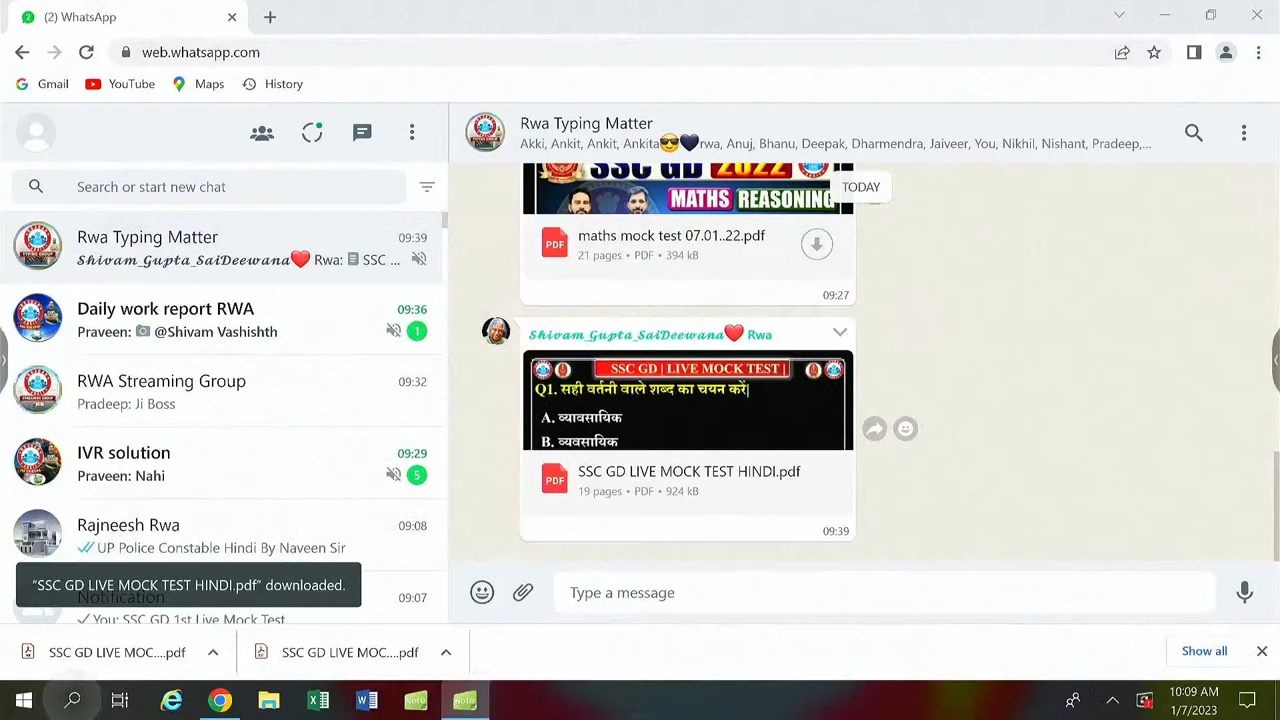 (2) WhatsApp
web.whatsapp.com
Gmail YouTube Maps History
Search or start new chat
Rwa Typing Matter 09:39
𝓢𝓱𝓲𝓿𝓪𝓶_𝓖𝓾𝓹𝓽𝓪_𝓢𝓪𝓲𝓓𝓮𝓮𝔀𝓪𝓷𝓪❤️ Rwa: SSC ...
Daily work report RWA 09:36
Praveen: @Shivam Vashishth 1
RWA Streaming Group 09:32
Pradeep: Ji Boss
IVR solution 09:29
Praveen: Nahi 5
Rajneesh Rwa 09:08
UP Police Constable Hindi By Naveen Sir
Notification 09:07
You: SSC GD 1st Live Mock Test
"SSC GD LIVE MOCK TEST HINDI.pdf" downloaded.
Rwa Typing Matter
Akki, Ankit, Ankit, Ankita😎🖤rwa, Anuj, Bhanu, Deepak, Dharmendra, Jaiveer, You, Nikhil, Nishant, Pradeep,...
TODAY
SSC GD 2022
MATHS REASONING
PDF maths mock test 07.01..22.pdf
21 pages • PDF • 394 kB
09:27
𝓢𝓱𝓲𝓿𝓪𝓶_𝓖𝓾𝓹𝓽𝓪_𝓢𝓪𝓲𝓓𝓮𝓮𝔀𝓪𝓷𝓪❤️ Rwa
SSC GD | LIVE MOCK TEST |
Q1. सही वर्तनी वाले शब्द का चयन करें|
A. व्यावसायिक
B. व्यवसायिक
PDF SSC GD LIVE MOCK TEST HINDI.pdf
19 pages • PDF • 924 kB
09:39
Type a message
SSC GD LIVE MOC....pdf SSC GD LIVE MOC....pdf Show all
Note Note
10:09 AM
1/7/2023